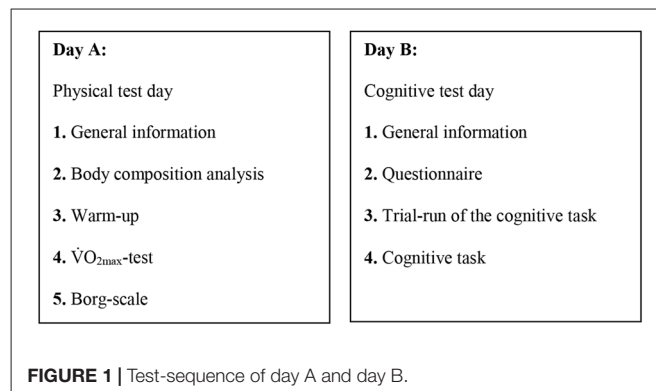 Day A:
Physical test day
1. General information
2. Body composition analysis
3. Warm-up
4. V̇O₂max-test
5. Borg-scale
Day B:
Cognitive test day
1. General information
2. Questionnaire
3. Trial-run of the cognitive task
4. Cognitive task
FIGURE 1 | Test-sequence of day A and day B.